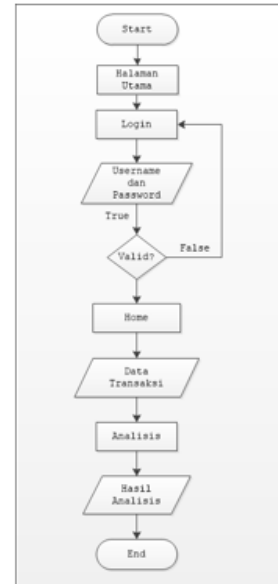 Start
Halaman
Utama
Login
Username
dan
Password
True
Valid?
False
Home
Data
Transaksi
Analisis
Hasil
Analisis
End